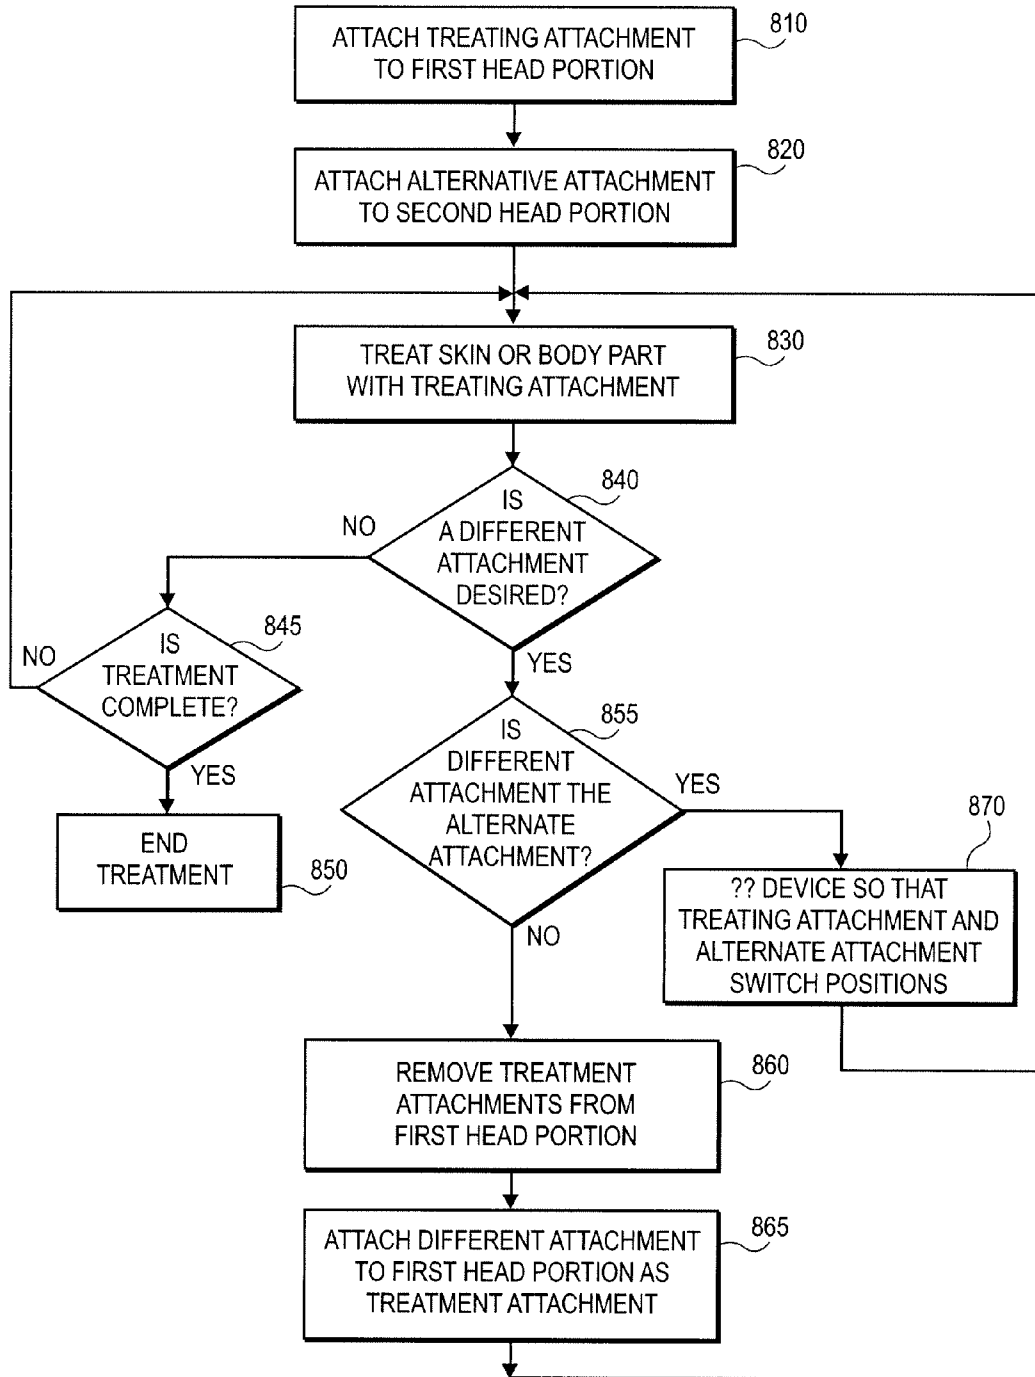 ATTACH TREATING ATTACHMENT
TO FIRST HEAD PORTION
810
ATTACH ALTERNATIVE ATTACHMENT
TO SECOND HEAD PORTION
820
TREAT SKIN OR BODY PART
WITH TREATING ATTACHMENT
830
IS
A DIFFERENT
ATTACHMENT
DESIRED?
840
NO
YES
IS
TREATMENT
COMPLETE?
845
NO
YES
END
TREATMENT
850
IS
DIFFERENT
ATTACHMENT THE
ALTERNATE
ATTACHMENT?
855
YES
NO
?? DEVICE SO THAT
TREATING ATTACHMENT AND
ALTERNATE ATTACHMENT
SWITCH POSITIONS
870
REMOVE TREATMENT
ATTACHMENTS FROM
FIRST HEAD PORTION
860
ATTACH DIFFERENT ATTACHMENT
TO FIRST HEAD PORTION AS
TREATMENT ATTACHMENT
865